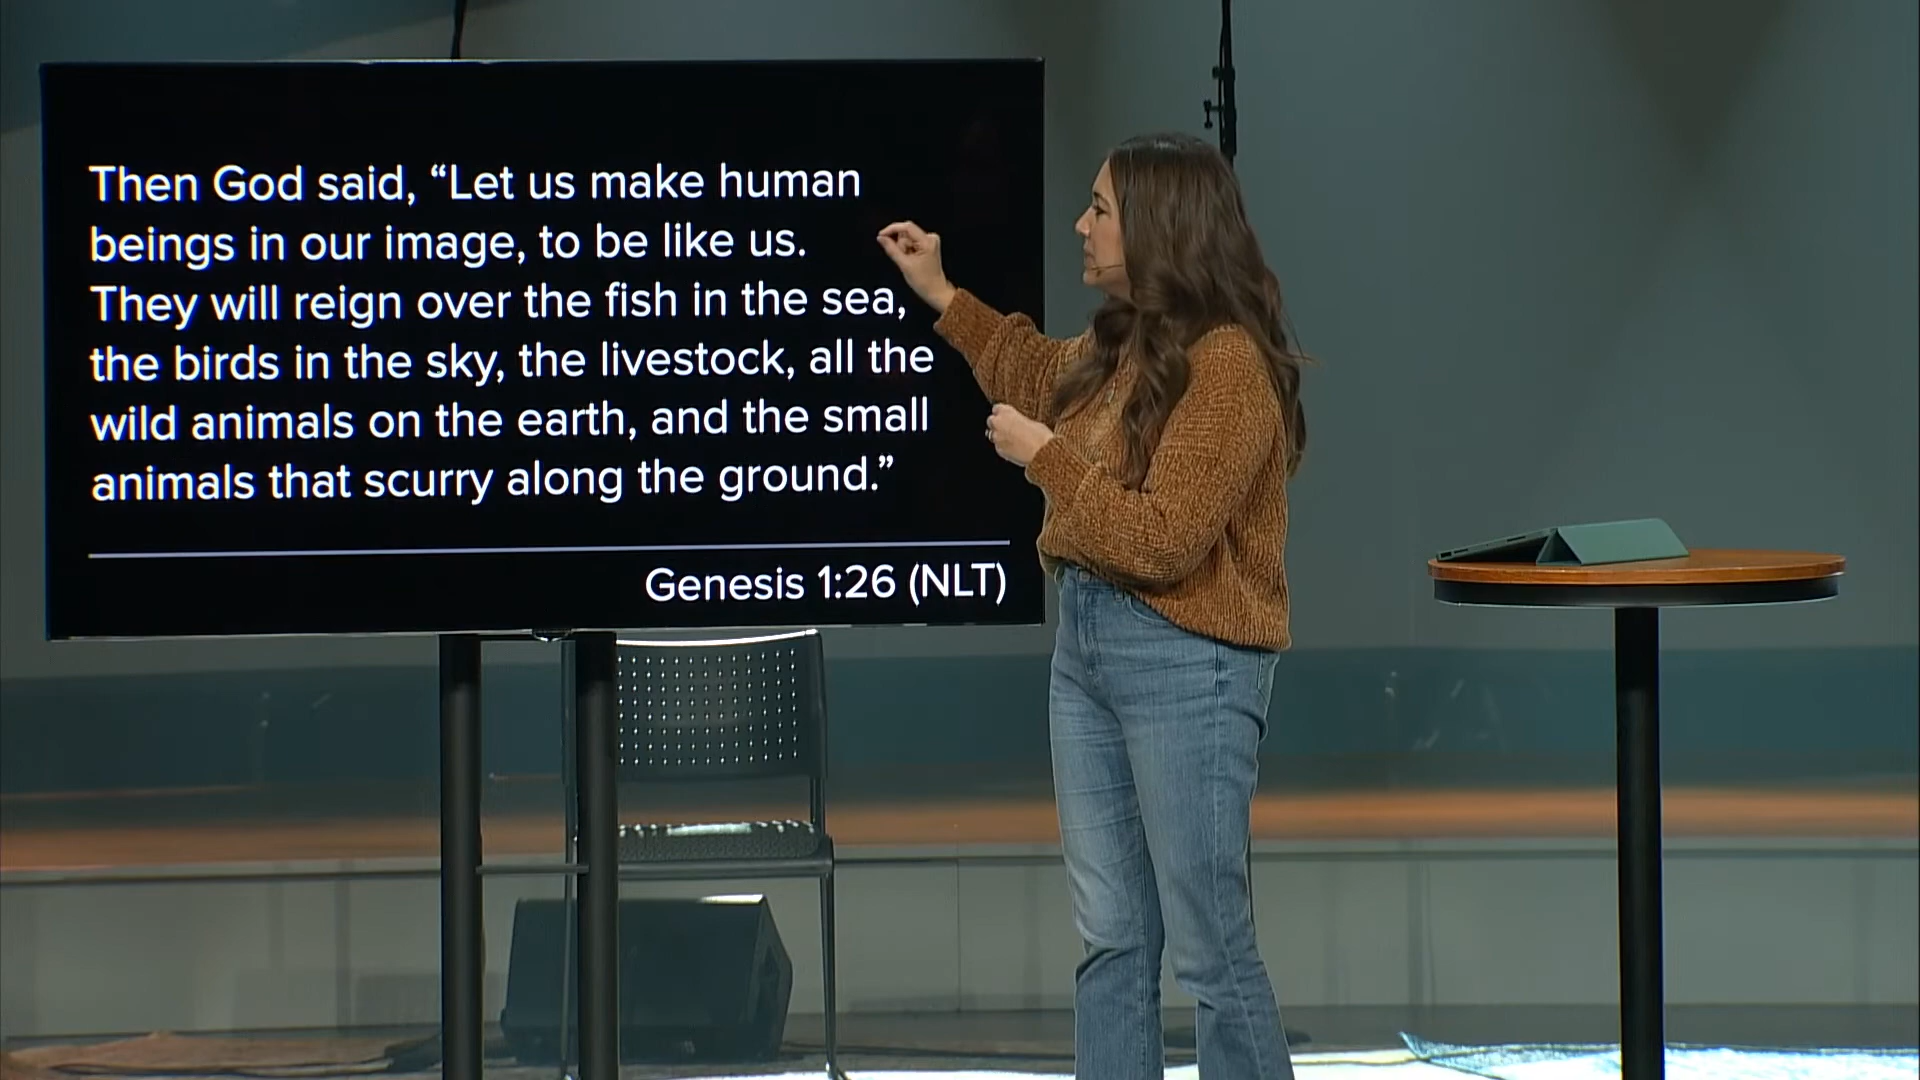 Then God said, “Let us make human
beings in our image, to be like us.
They will reign over the fish in the sea,
the birds in the sky, the livestock, all the
wild animals on the earth, and the small
animals that scurry along the ground.”
Genesis 1:26 (NLT)